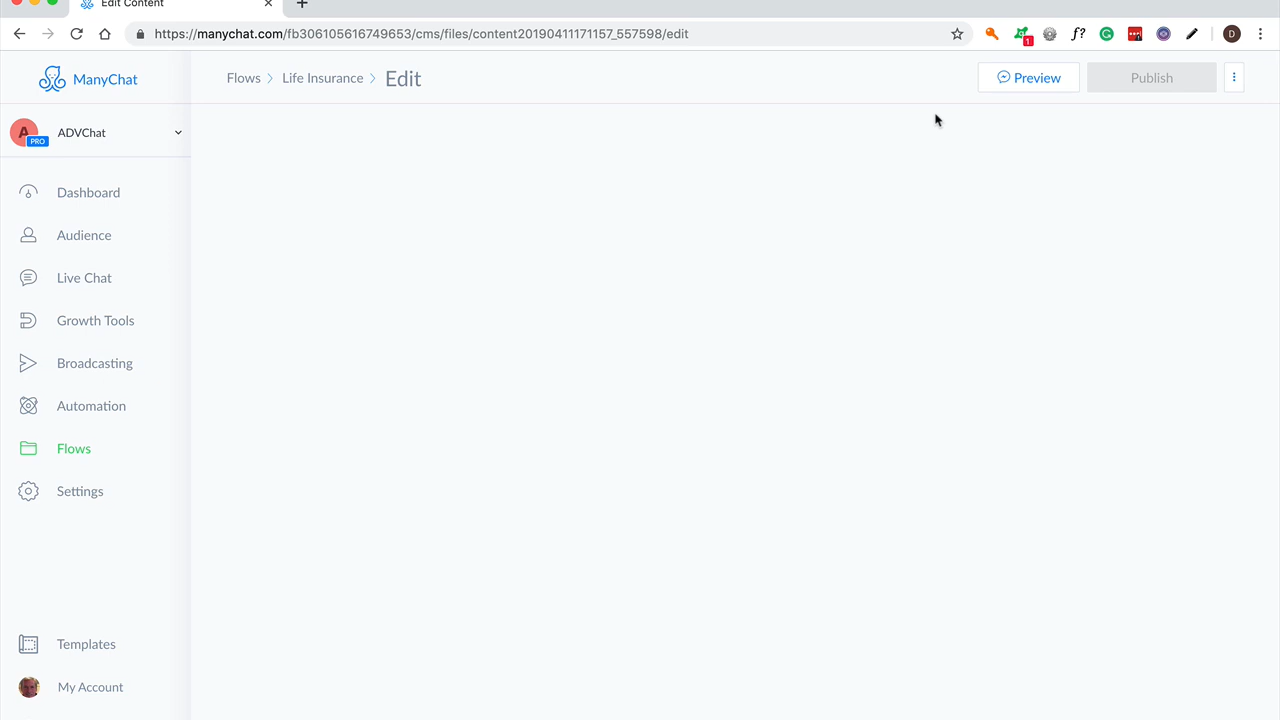 Edit Content
https://manychat.com/fb306105616749653/cms/files/content20190411171157_557598/edit
1
f?
D
ManyChat
Flows > Life Insurance > Edit
Preview
Publish
A
PRO
ADVChat
Dashboard
Audience
Live Chat
Growth Tools
Broadcasting
Automation
Flows
Settings
Templates
My Account